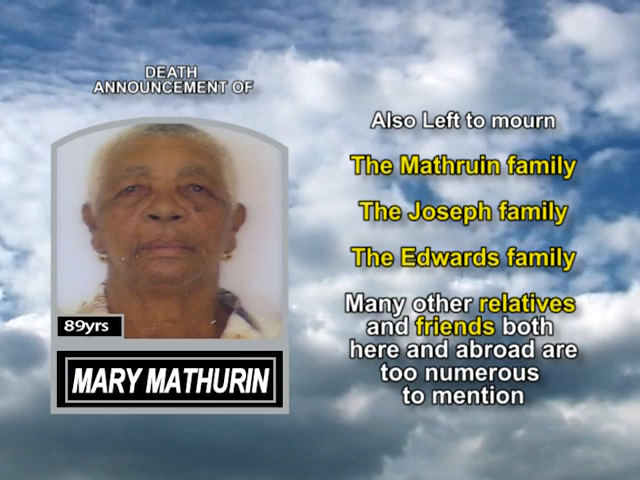 DEATH
ANNOUNCEMENT OF
89yrs
MARY MATHURIN
Also Left to mourn
The Mathruin family
The Joseph family
The Edwards family
Many other relatives
and friends both
here and abroad are
too numerous
to mention